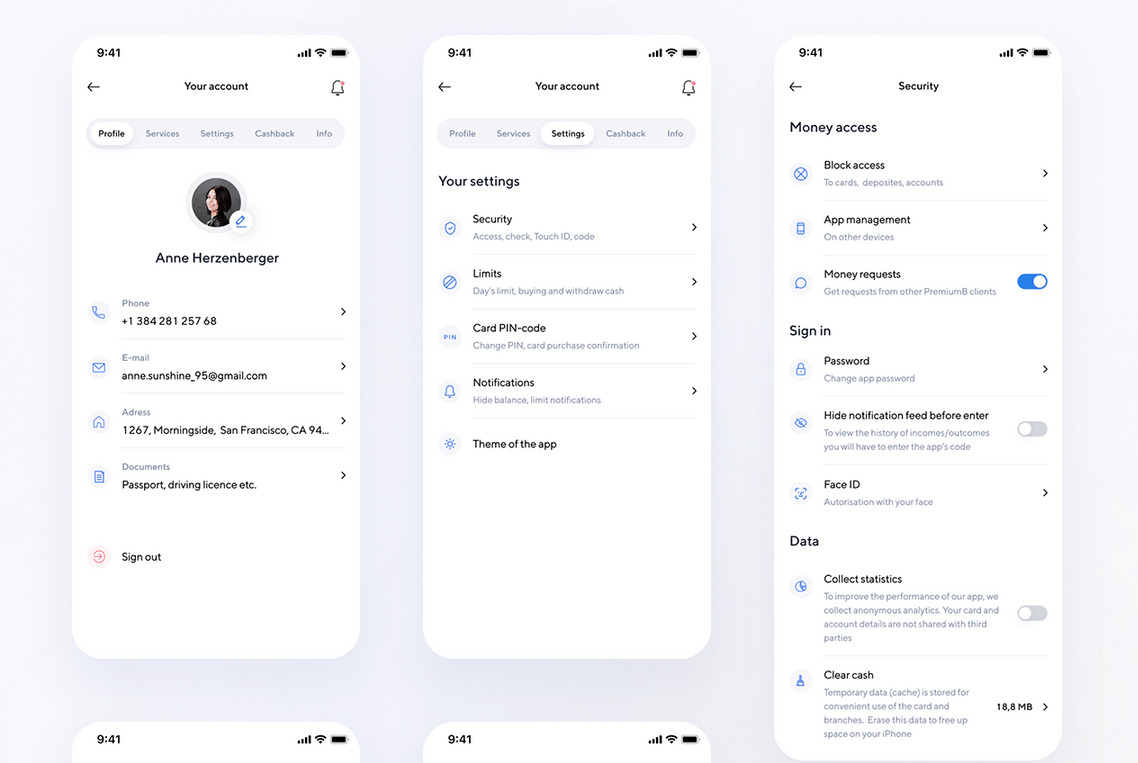 9:41
Your account
Profile Services Settings Cashback Info
Anne Herzenberger
Phone
+1 384 281 257 68
E-mail
anne.sunshine_95@gmail.com
Adress
1267, Morningside, San Francisco, CA 94...
Documents
Passport, driving licence etc.
Sign out
9:41
Your account
Profile Services Settings Cashback Info
Your settings
Security
Access, check, Touch ID, code
Limits
Day's limit, buying and withdraw cash
PIN
Card PIN-code
Change PIN, card purchase confirmation
Notifications
Hide balance, limit notifications
Theme of the app
9:41
Security
Money access
Block access
To cards, deposites, accounts
App management
On other devices
Money requests
Get requests from other PremiumB clients
Sign in
Password
Change app password
Hide notification feed before enter
To view the history of incomes/outcomes
you will have to enter the app's code
Face ID
Autorisation with your face
Data
Collect statistics
To improve the performance of our app, we
collect anonymous analytics. Your card and
account details are not shared with third
parties
Clear cash
Temporary data (cache) is stored for
convenient use of the card and
branches. Erase this data to free up
space on your iPhone
18,8 MB
9:41
9:41